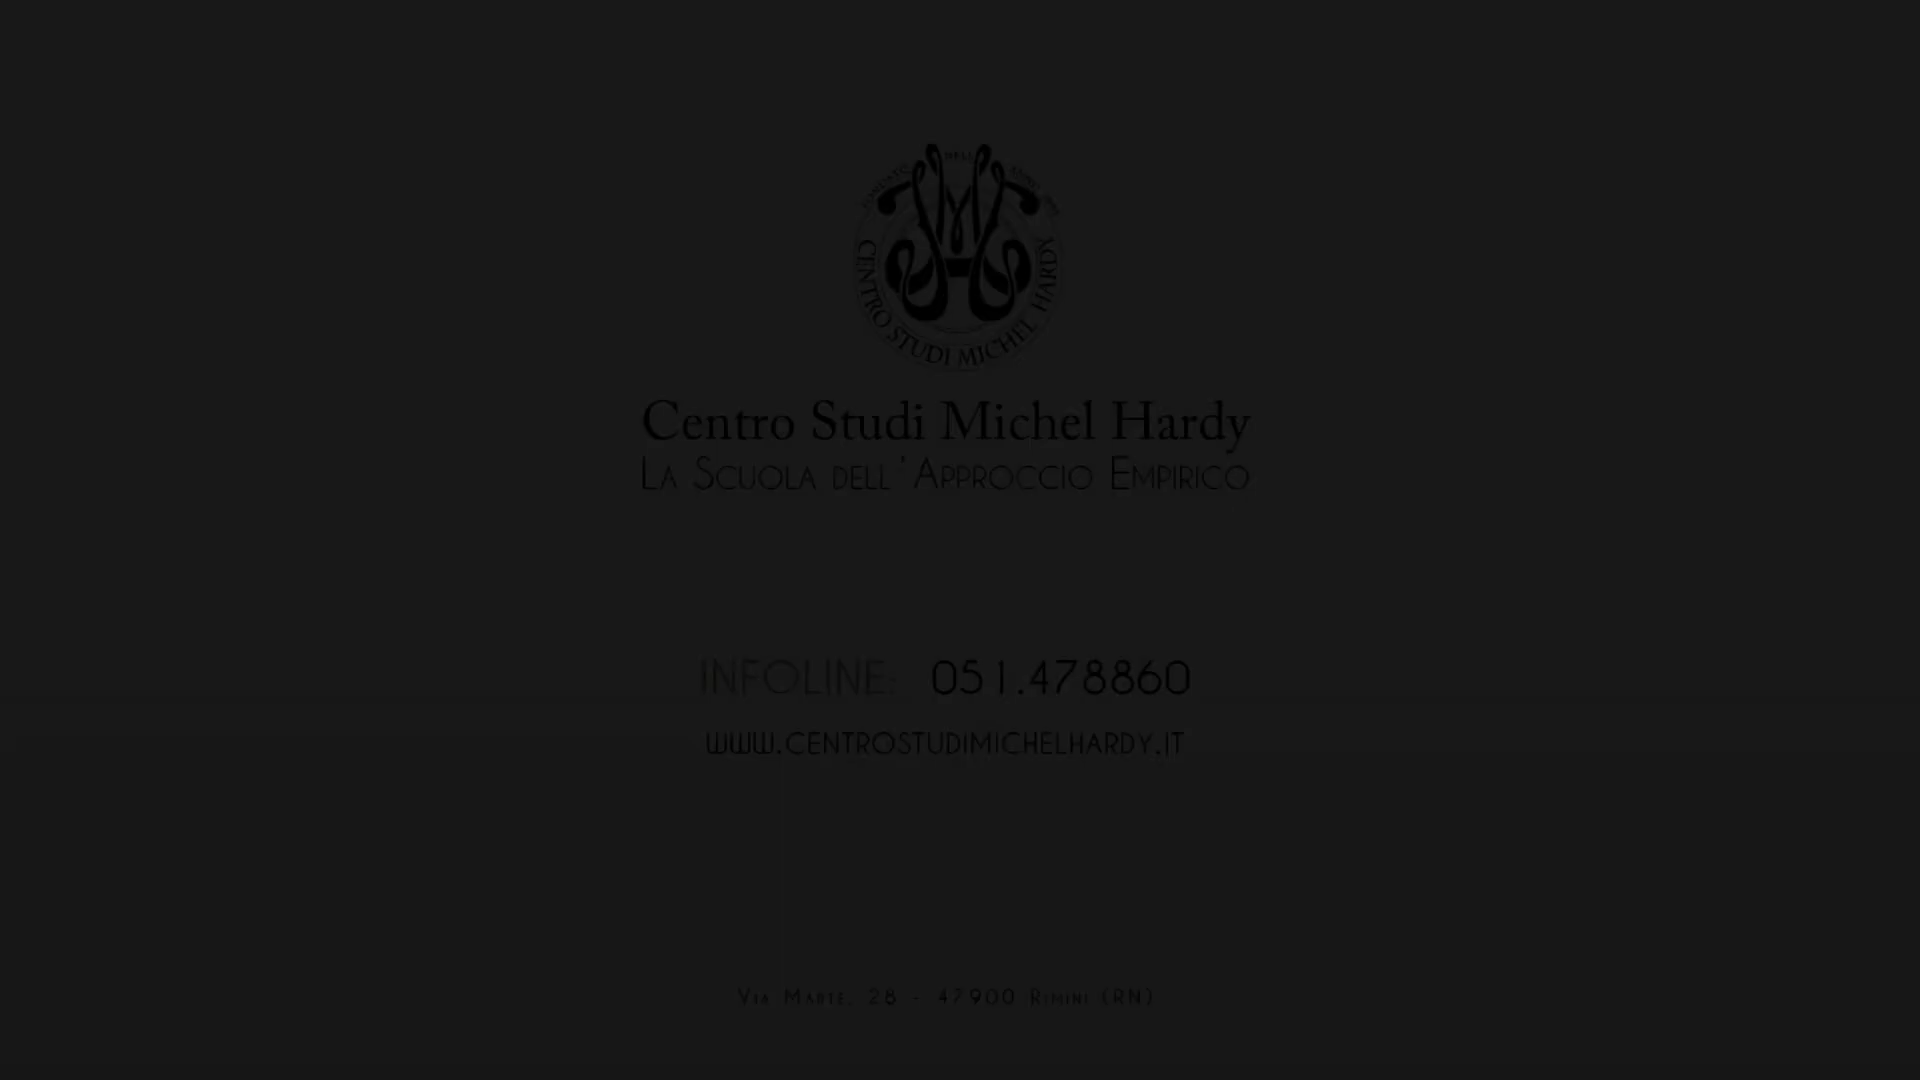 NELL'
CENTRO STUDI MICHEL HARDY
Centro Studi Michel Hardy
La Scuola dell'Approccio Empirico
INFOLINE: 051.478860
WWW.CENTROSTUDIMICHELHARDY.IT
Via Marte, 28 - 47900 Rimini (RN)